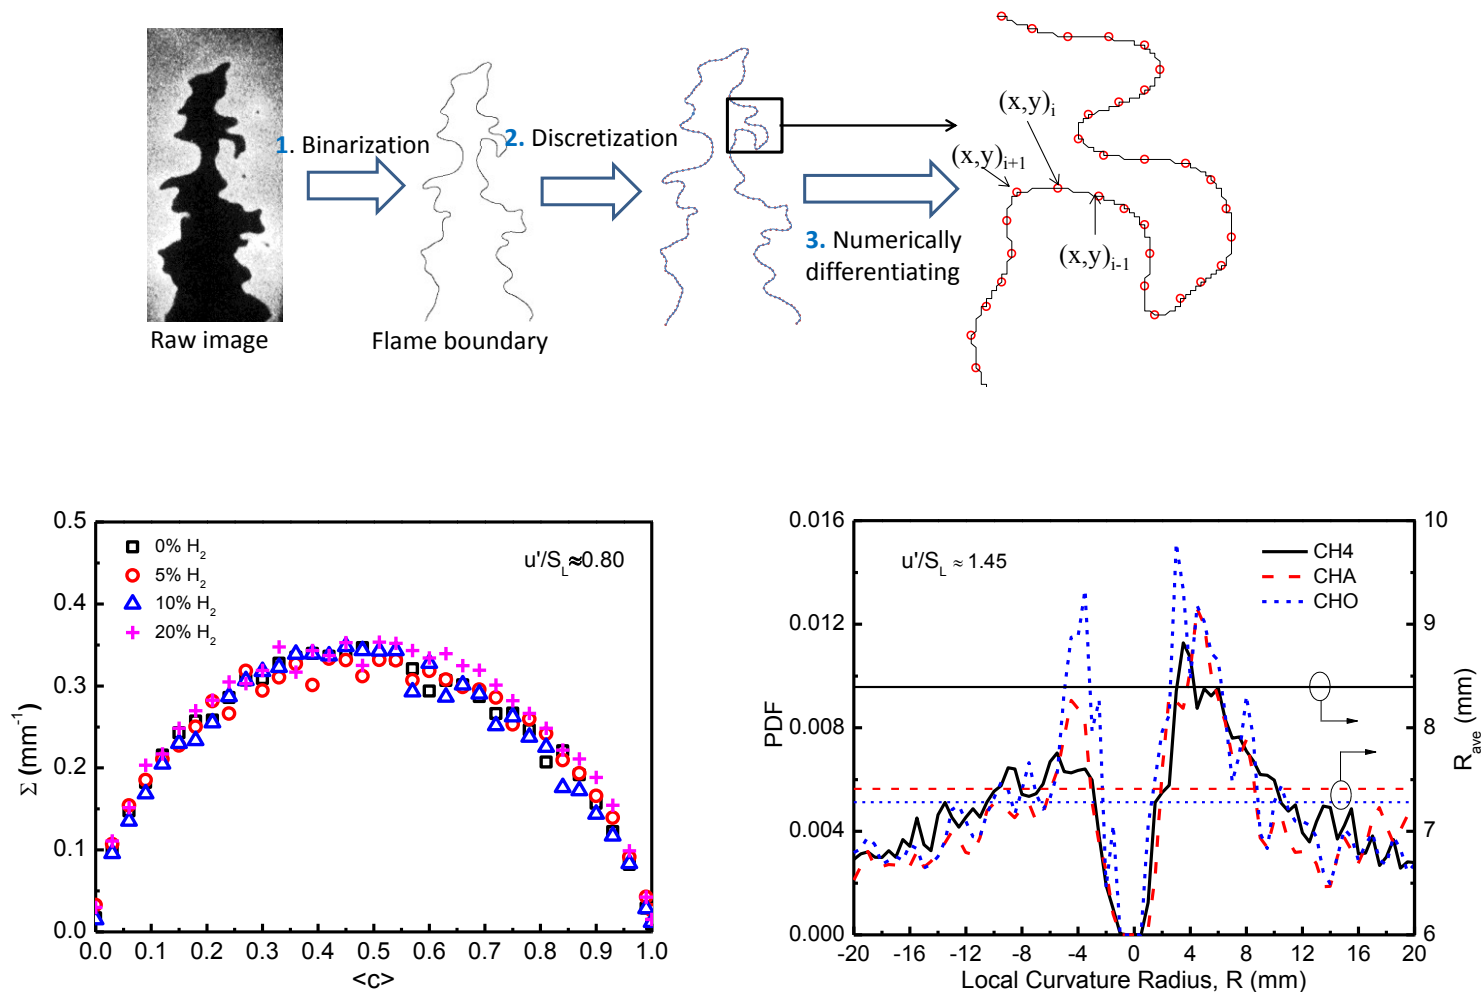 1. Binarization
2. Discretization
3. Numerically
differentiating
Raw image
Flame boundary
(x,y)i
(x,y)i+1
(x,y)i-1
0.5
0.4
0.3
0.2
0.1
0.0
Σ (mm-1)
0% H2
5% H2
10% H2
20% H2
u'/SL≈0.80
0.0 0.1 0.2 0.3 0.4 0.5 0.6 0.7 0.8 0.9 1.0
<c>
0.016
0.012
0.008
0.004
0.000
PDF
u'/SL ≈ 1.45
CH4
CHA
CHO
10
9
8
7
6
Rave (mm)
-20 -16 -12 -8 -4 0 4 8 12 16 20
Local Curvature Radius, R (mm)